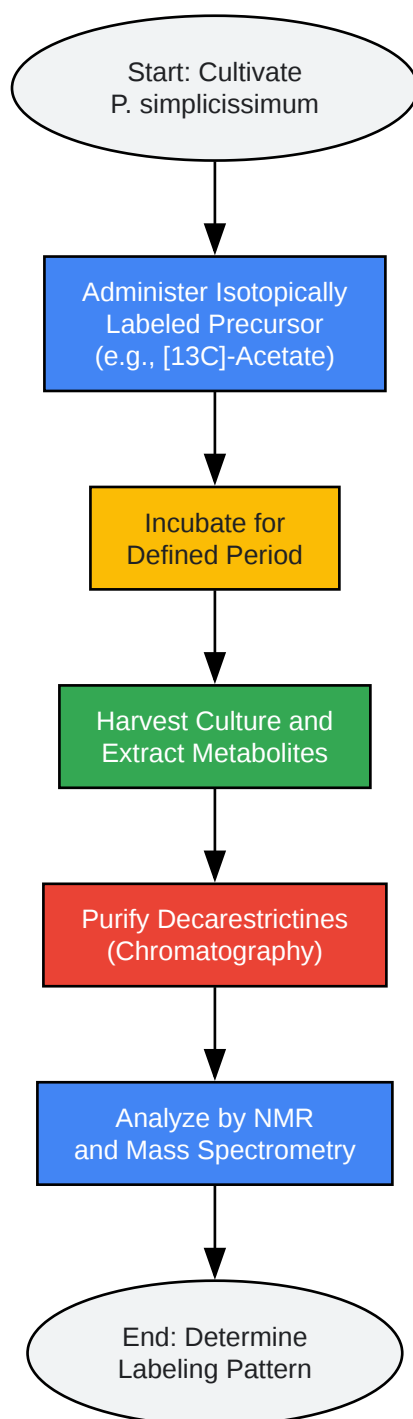 Start: Cultivate
P. simplicissimum
Administer Isotopically
Labeled Precursor
(e.g., [13C]-Acetate)
Incubate for
Defined Period
Harvest Culture and
Extract Metabolites
Purify Decarestrictines
(Chromatography)
Analyze by NMR
and Mass Spectrometry
End: Determine
Labeling Pattern